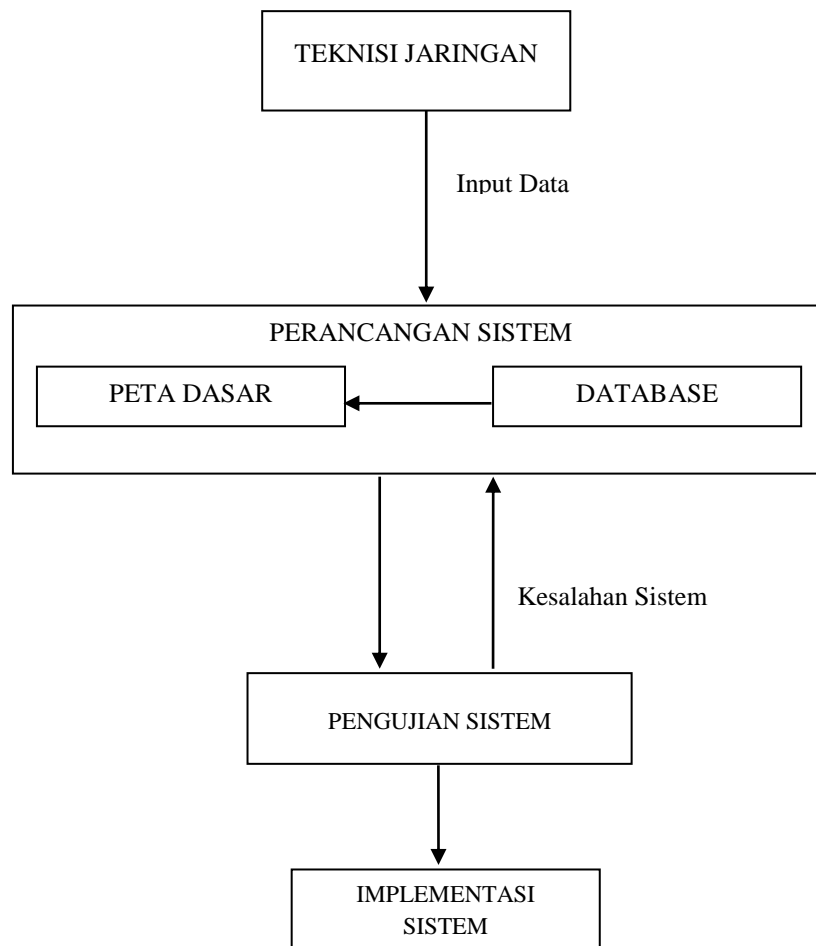 TEKNISI JARINGAN
Input Data
PERANCANGAN SISTEM
PETA DASAR
DATABASE
Kesalahan Sistem
PENGUJIAN SISTEM
IMPLEMENTASI
SISTEM